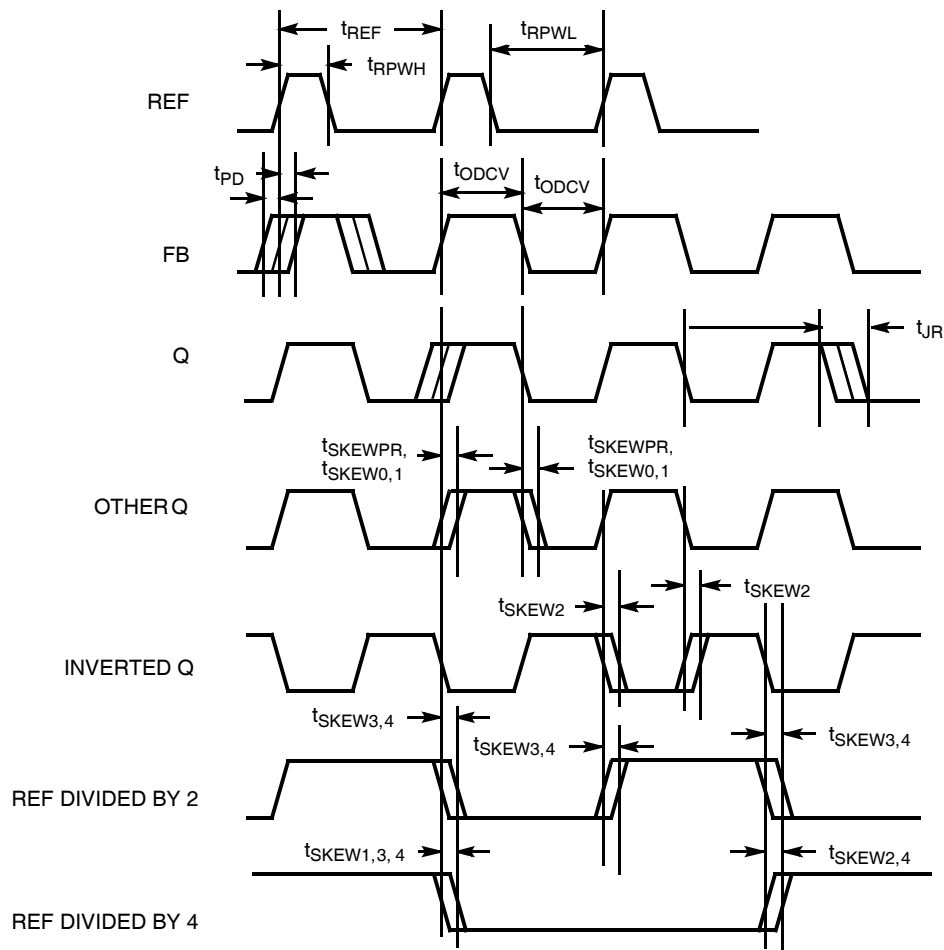 tREF
tRPWL
tRPWH
REF
tPD
tODCV
tODCV
FB
Q
tJR
tSKEWPR,
tSKEW0,1
tSKEWPR,
tSKEW0,1
OTHER Q
tSKEW2
tSKEW2
INVERTED Q
tSKEW3,4
tSKEW3,4
tSKEW3,4
REF DIVIDED BY 2
tSKEW1,3,4
tSKEW2,4
REF DIVIDED BY 4